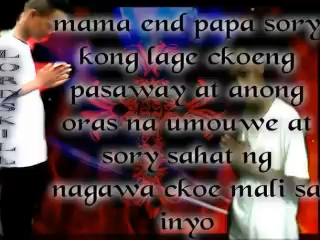 mama end papa sory
kong lage ckoeng
pasaway at anong
oras na umouwe at
sory sahat ng
nagawa ckoe mali sa
inyo
LORDSKILL